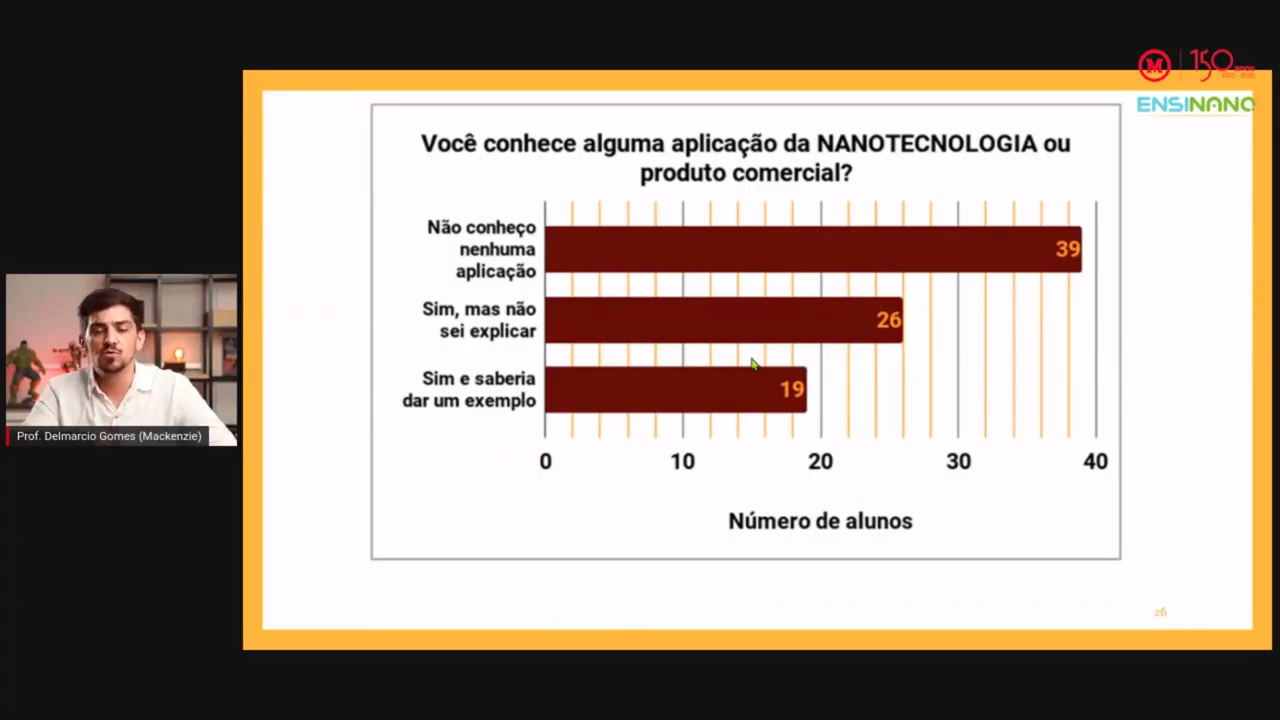 M | 150 anos
ENSINANO
Você conhece alguma aplicação da NANOTECNOLOGIA ou
produto comercial?
Não conheço
nenhuma
aplicação
39
Sim, mas não
sei explicar
26
Sim e saberia
dar um exemplo
19
0 10 20 30 40
Número de alunos
26
Prof. Delmarcio Gomes (Mackenzie)